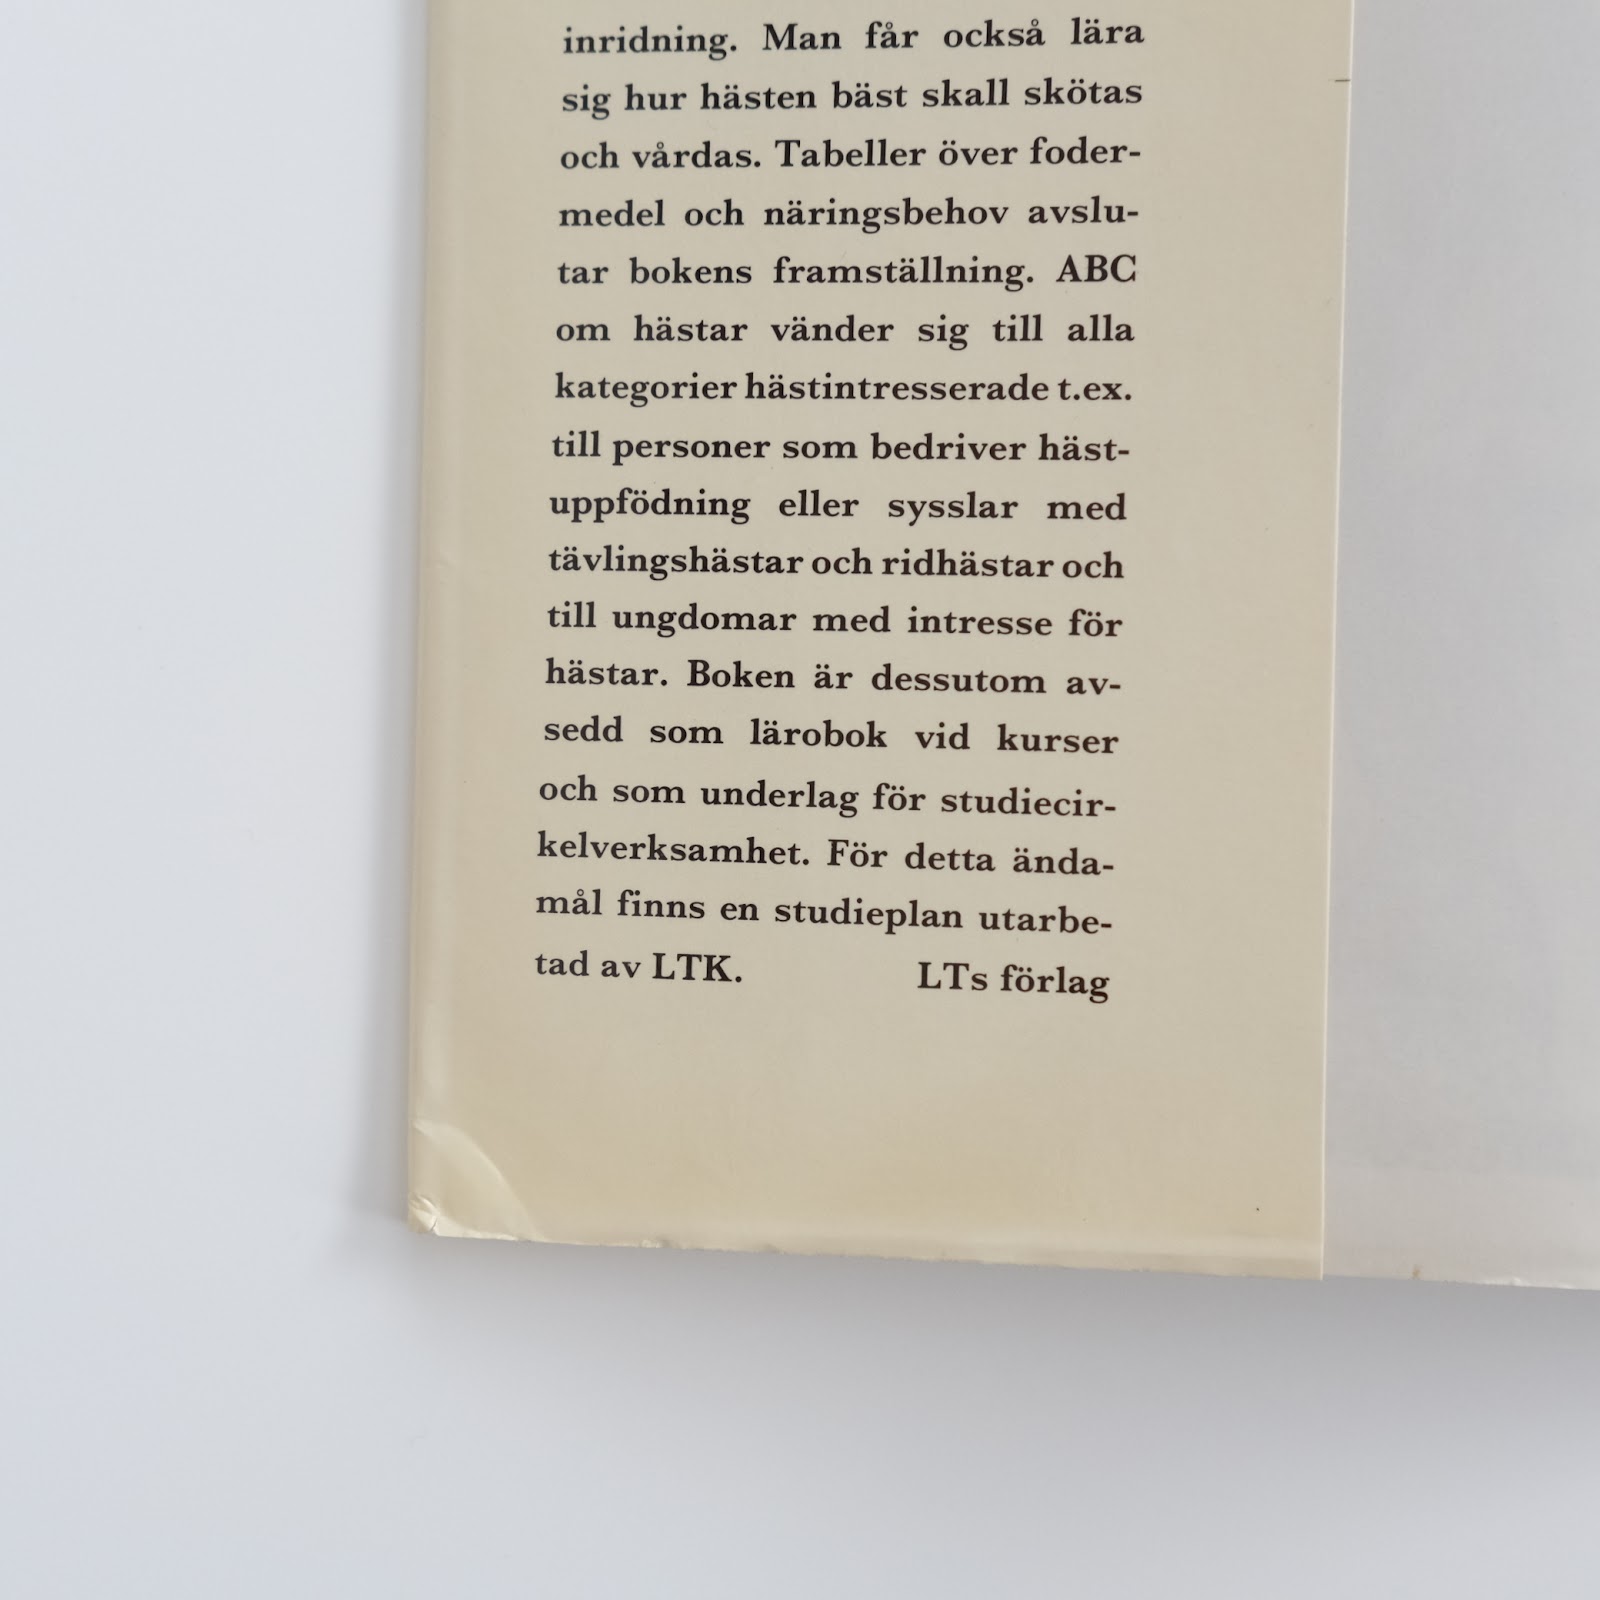 inridning. Man får också lära
sig hur hästen bäst skall skötas
och vårdas. Tabeller över foder-
medel och näringsbehov avslu-
tar bokens framställning. ABC
om hästar vänder sig till alla
kategorier hästintresserade t.ex.
till personer som bedriver häst-
uppfödning eller sysslar med
tävlingshästar och ridhästar och
till ungdomar med intresse för
hästar. Boken är dessutom av-
sedd som lärobok vid kurser
och som underlag för studiecir-
kelverksamhet. För detta ända-
mål finns en studieplan utarbe-
tad av LTK. LTs förlag